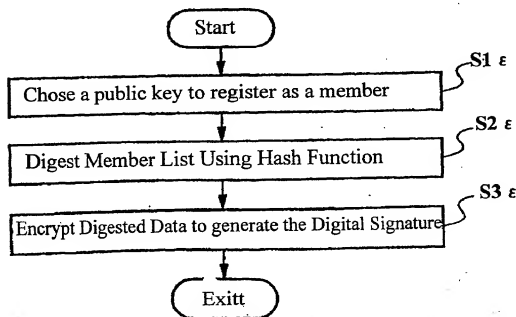 Start
S1 ε
Chose a public key to register as a member
S2 ε
Digest Member List Using Hash Function
S3 ε
Encrypt Digested Data to generate the Digital Signature
Exitt